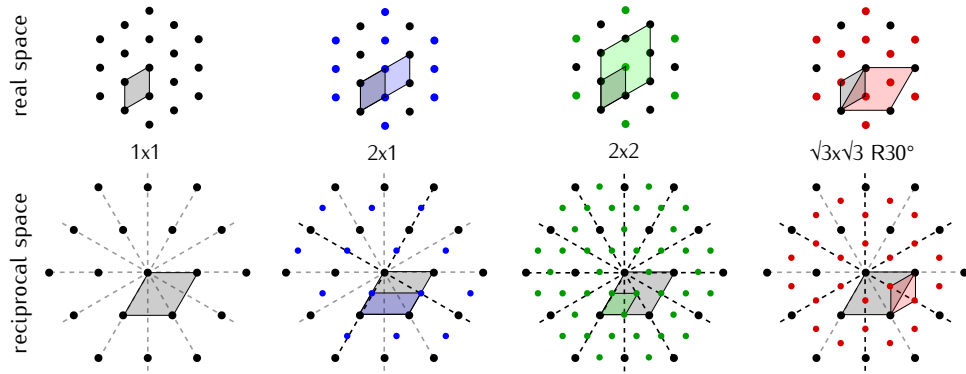 real space
1x1
2x1
2x2
√3x√3 R30°
reciprocal space